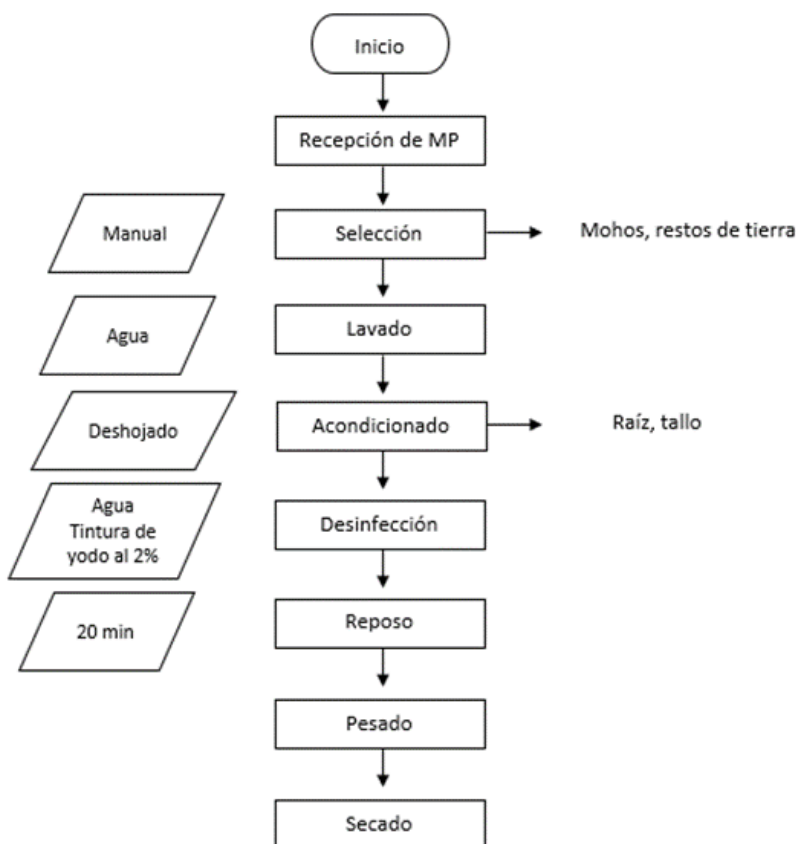 Inicio
Recepción de MP
Manual
Selección
Mohos, restos de tierra
Agua
Lavado
Deshojado
Acondicionado
Raíz, tallo
Agua
Tintura de
yodo al 2%
Desinfección
20 min
Reposo
Pesado
Secado